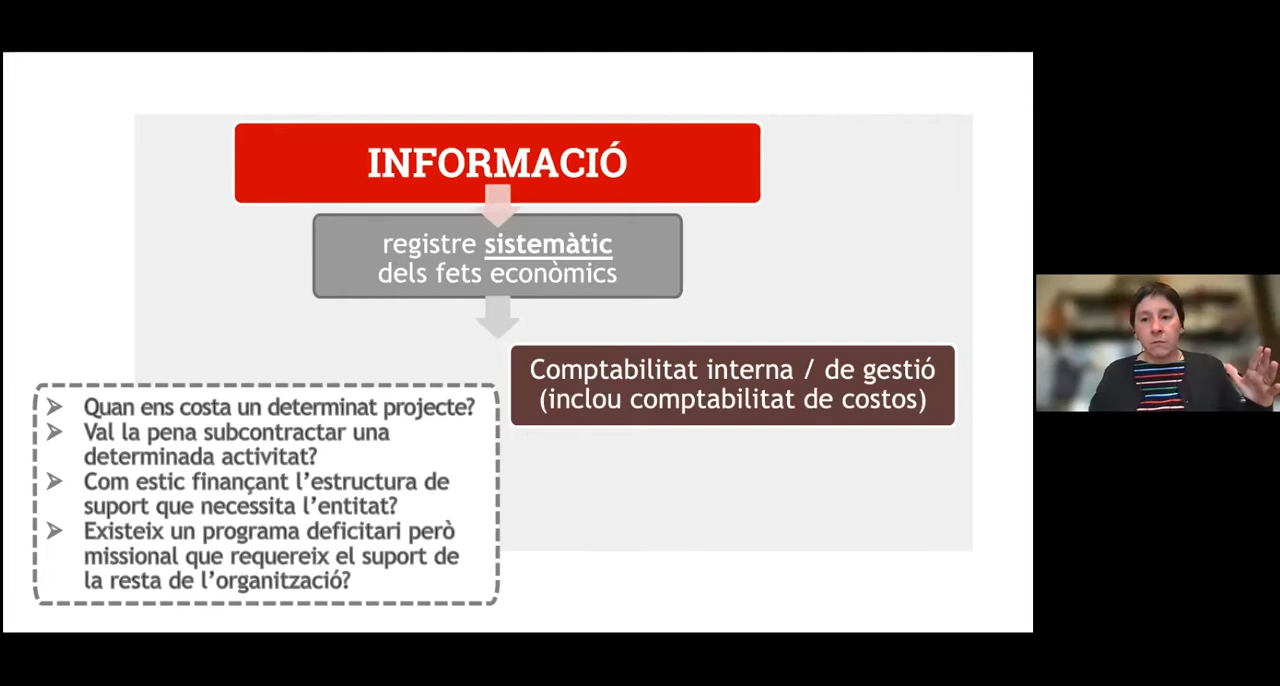 INFORMACIÓ
registre sistemàtic
dels fets econòmics
Comptabilitat interna / de gestió
(inclou comptabilitat de costos)
➢ Quan ens costa un determinat projecte?
➢ Val la pena subcontractar una
determinada activitat?
➢ Com estic finançant l’estructura de
suport que necessita l’entitat?
➢ Existeix un programa deficitari però
missional que requereix el suport de
la resta de l’organització?